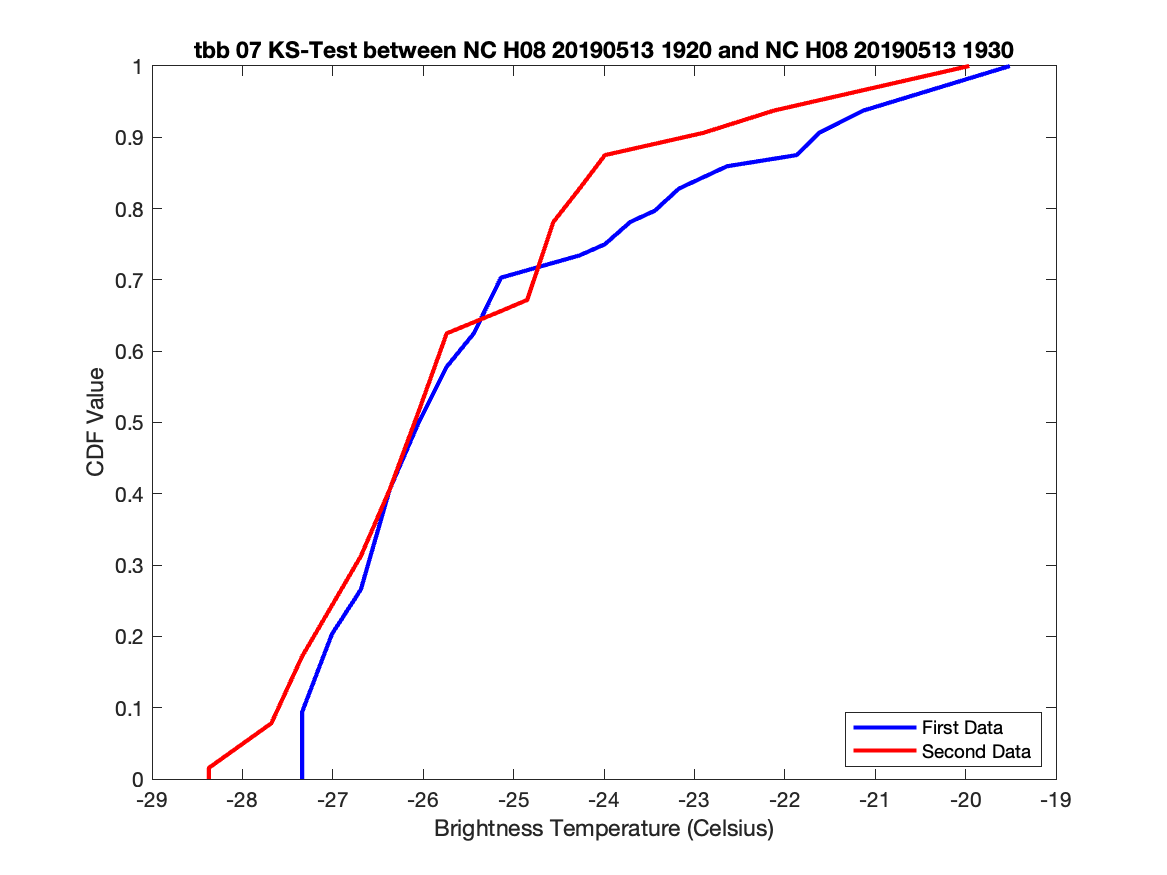 tbb 07 KS-Test between NC H08 20190513 1920 and NC H08 20190513 1930
1
0.9
0.8
0.7
0.6
0.5
0.4
0.3
0.2
0.1
0
CDF Value
First Data
Second Data
-29 -28 -27 -26 -25 -24 -23 -22 -21 -20 -19
Brightness Temperature (Celsius)